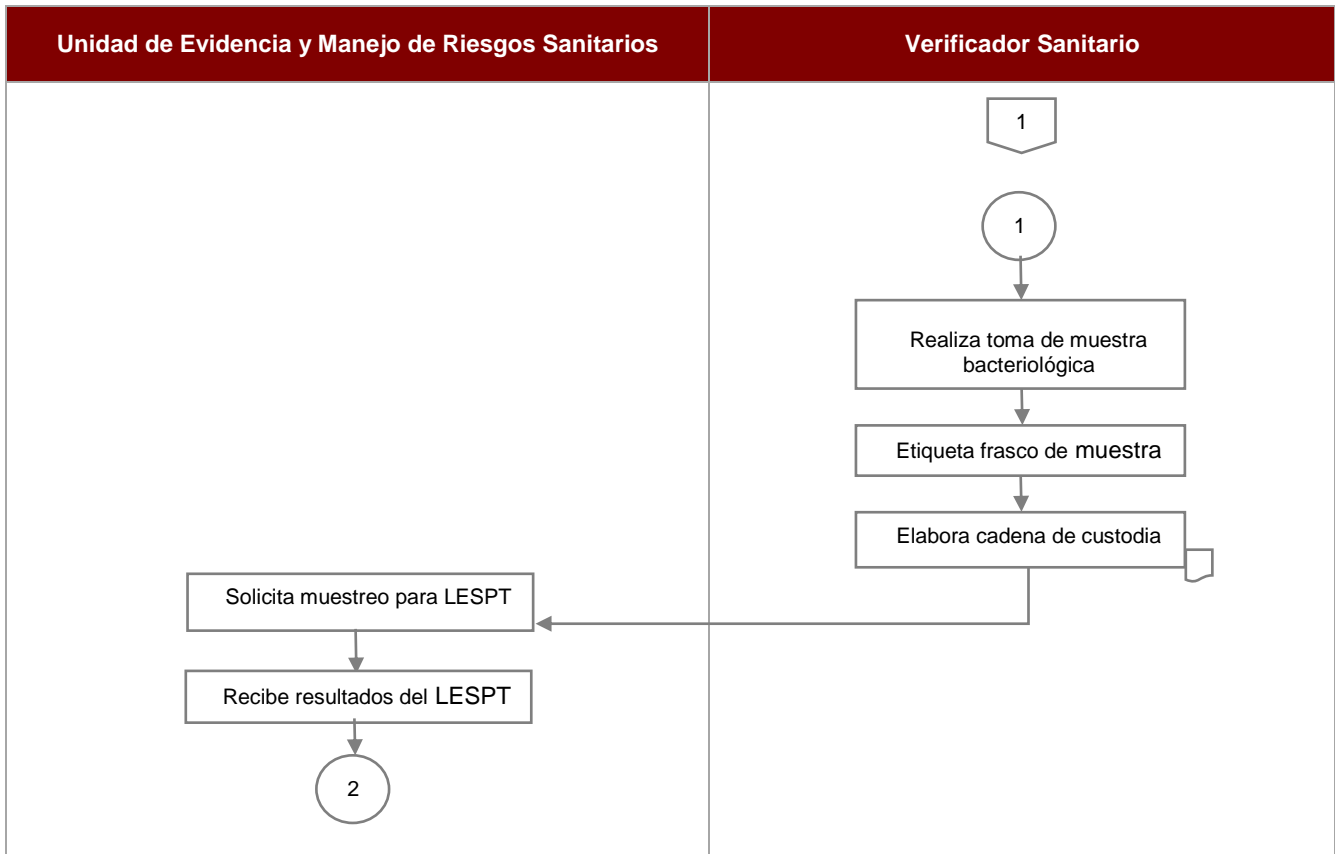 Unidad de Evidencia y Manejo de Riesgos Sanitarios
Verificador Sanitario
1
1
Realiza toma de muestra
bacteriológica
Etiqueta frasco de muestra
Elabora cadena de custodia
Solicita muestreo para LESPT
Recibe resultados del LESPT
2